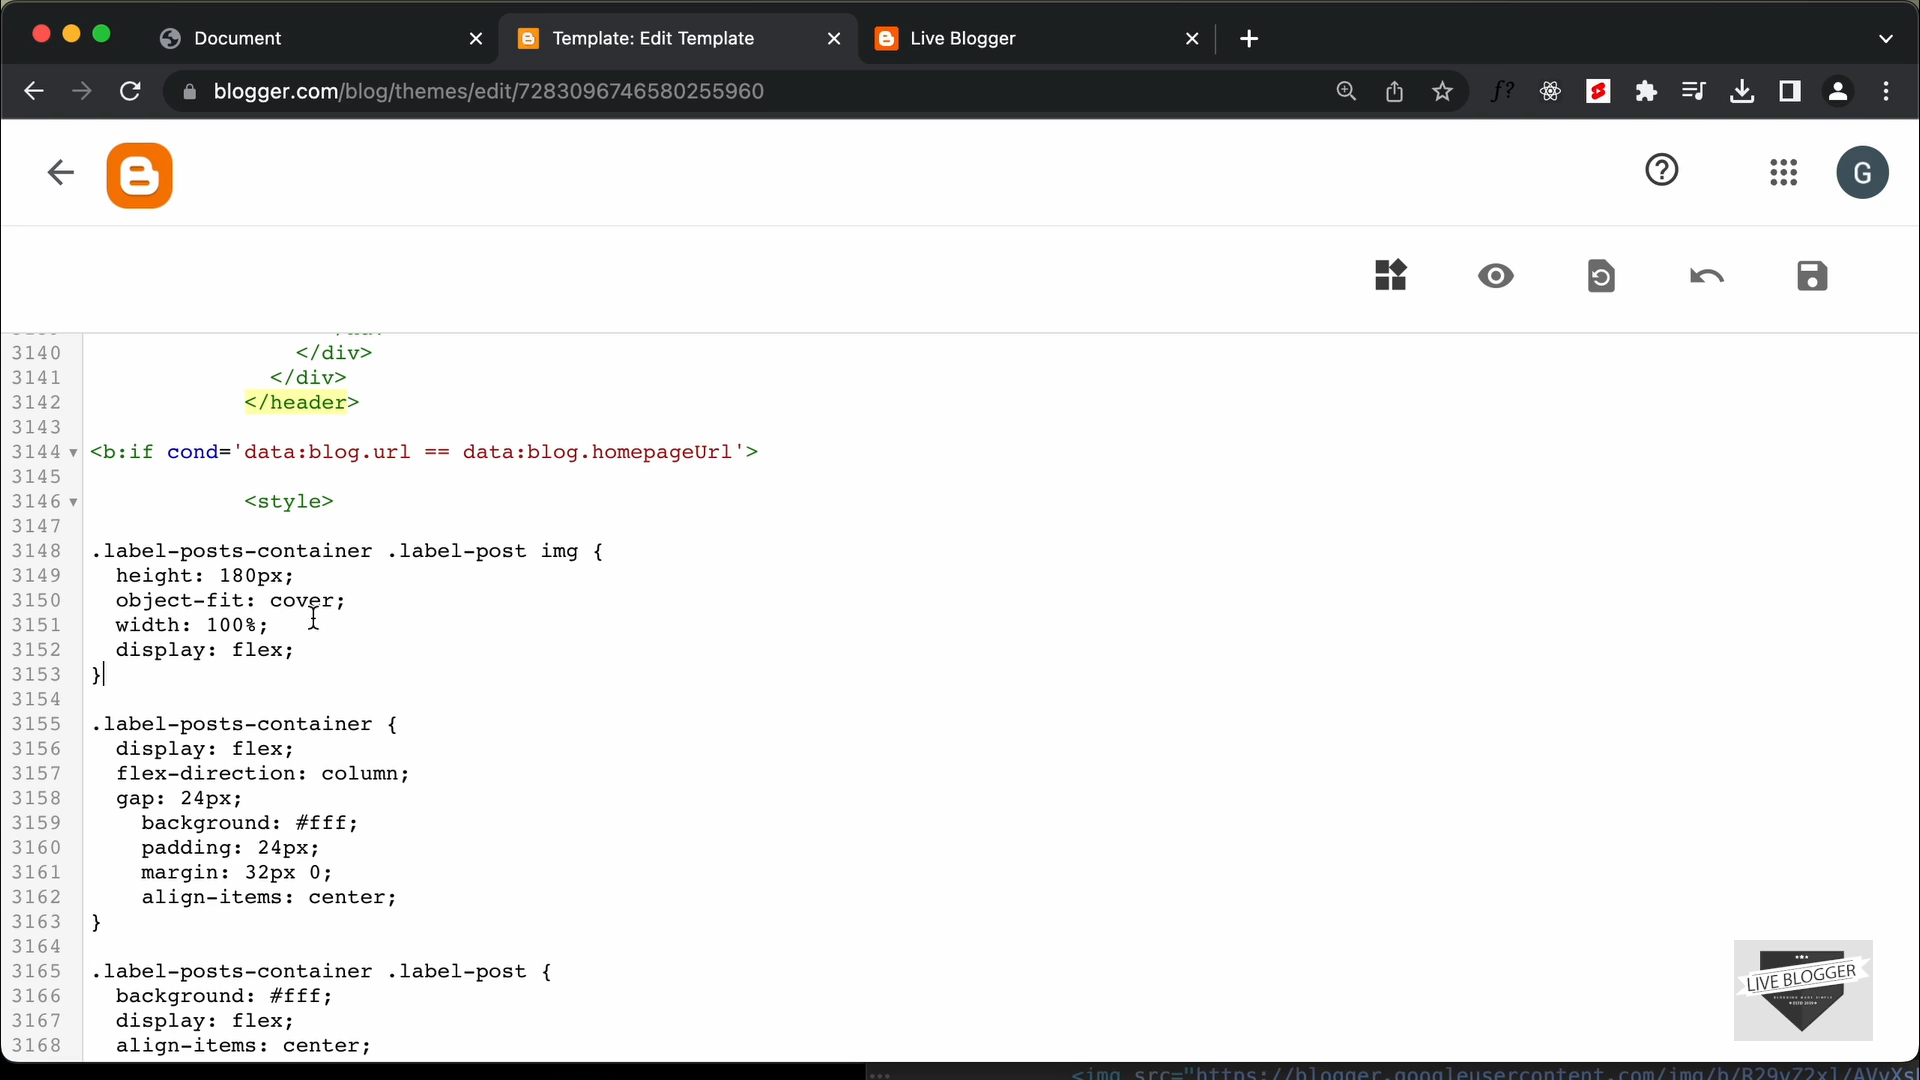 Document
Template: Edit Template
Live Blogger
blogger.com/blog/themes/edit/7283096746580255960
f?
G
3140 </div>
3141 </div>
3142 </header>
3143
3144 <b:if cond='data:blog.url == data:blog.homepageUrl'>
3145
3146 <style>
3147
3148 .label-posts-container .label-post img {
3149 height: 180px;
3150 object-fit: cover;
3151 width: 100%;
3152 display: flex;
3153 }
3154
3155 .label-posts-container {
3156 display: flex;
3157 flex-direction: column;
3158 gap: 24px;
3159 background: #fff;
3160 padding: 24px;
3161 margin: 32px 0;
3162 align-items: center;
3163 }
3164
3165 .label-posts-container .label-post {
3166 background: #fff;
3167 display: flex;
3168 align-items: center;
LIVE BLOGGER